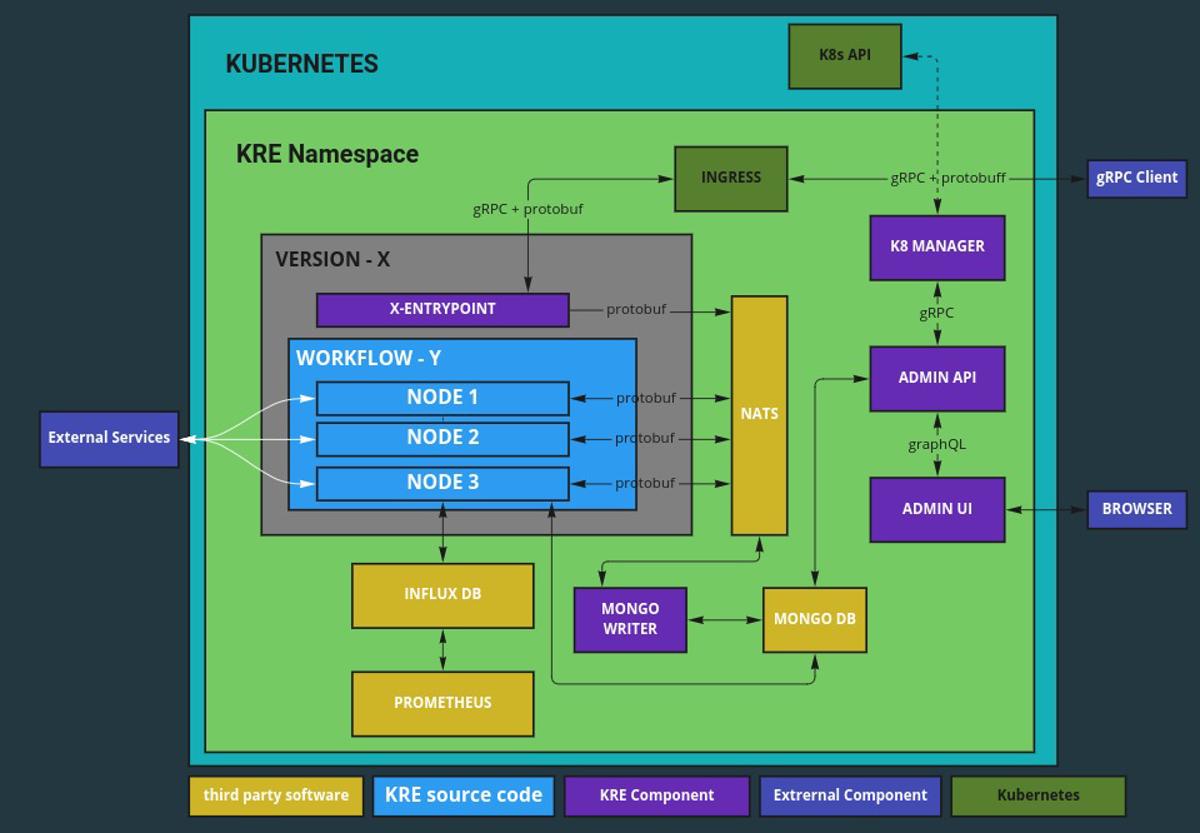 KUBERNETES
K8s API
KRE Namespace
INGRESS
gRPC + protobuff
gRPC Client
gRPC + protobuf
K8 MANAGER
VERSION - X
X-ENTRYPOINT
protobuf
gRPC
WORKFLOW - Y
ADMIN API
NODE 1
protobuf
NATS
External Services
NODE 2
protobuf
graphQL
NODE 3
protobuf
ADMIN UI
BROWSER
INFLUX DB
MONGO
WRITER
MONGO DB
PROMETHEUS
third party software
KRE source code
KRE Component
Extrernal Component
Kubernetes